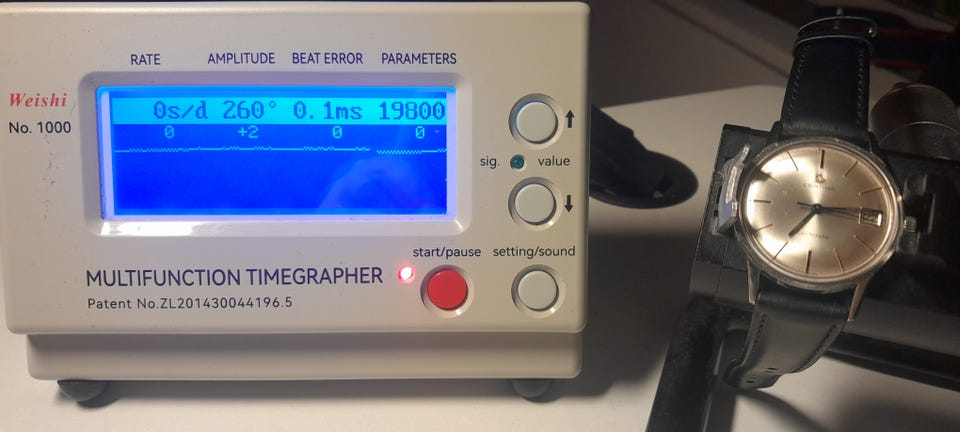 RATE AMPLITUDE BEAT ERROR PARAMETERS
0s/d 260° 0.1ms 19800
0 +2 0 0
Weishi
No. 1000
sig. value
start/pause setting/sound
MULTIFUNCTION TIMEGRAPHER
Patent No.ZL201430044196.5
CERTINA